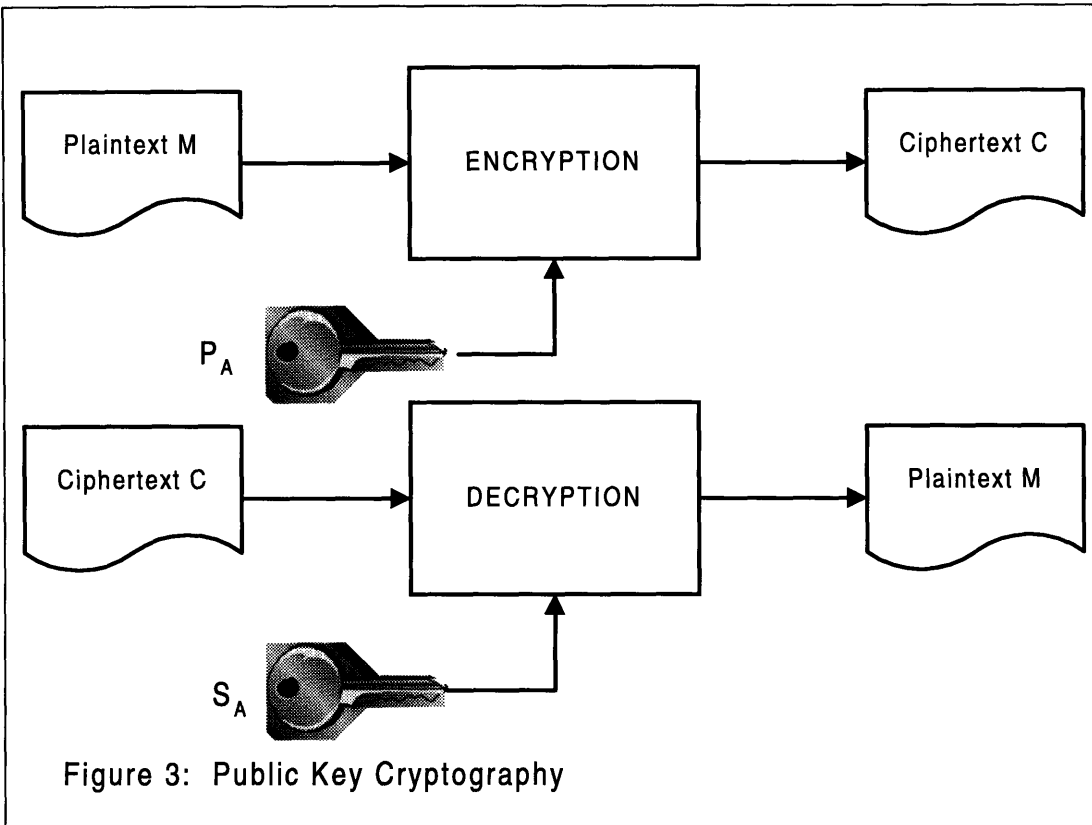 Plaintext M
ENCRYPTION
Ciphertext C
P_A
Ciphertext C
DECRYPTION
Plaintext M
S_A
Figure 3: Public Key Cryptography